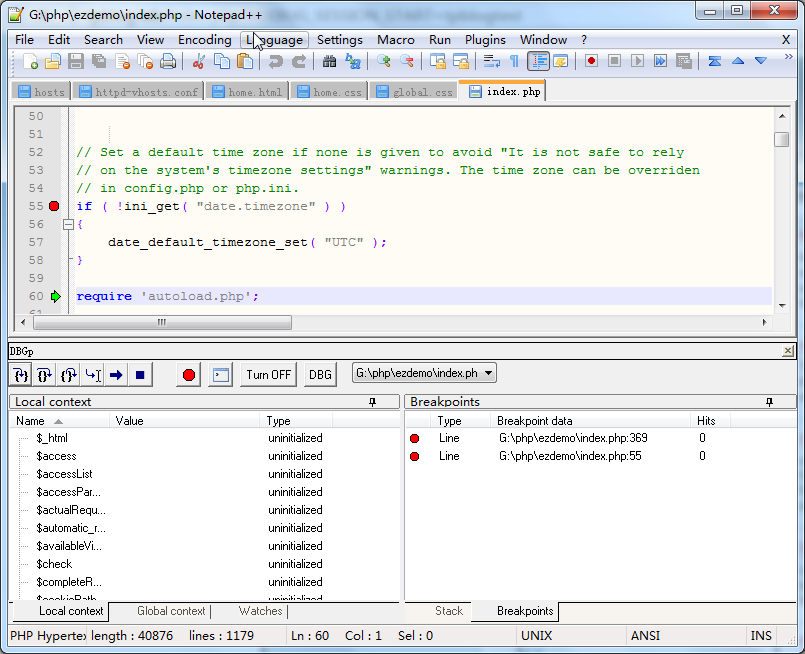 G:\php\ezdemo\index.php - Notepad++
File Edit Search View Encoding Language Settings Macro Run Plugins Window ? X
hosts httpd-vhosts.conf home.html home.css global.css index.php
50
51
52 // Set a default time zone if none is given to avoid "It is not safe to rely
53 // on the system's timezone settings" warnings. The time zone can be overriden
54 // in config.php or php.ini.
55 if ( !ini_get( "date.timezone" ) )
56 {
57 date_default_timezone_set( "UTC" );
58 }
59
60 require 'autoload.php';
61
DBGp
Turn OFF DBG G:\php\ezdemo\index.ph
Local context Breakpoints
Name Value Type Type Breakpoint data Hits
$_html uninitialized Line G:\php\ezdemo\index.php:369 0
$access uninitialized Line G:\php\ezdemo\index.php:55 0
$accessList uninitialized
$accessPar... uninitialized
$actualRequ... uninitialized
$automatic_r... uninitialized
$availableVi... uninitialized
$check uninitialized
$completeR... uninitialized
$cookiePath uninitialized
Local context Global context Watches Stack Breakpoints
PHP Hypertex length : 40876 lines : 1179 Ln : 60 Col : 1 Sel : 0 UNIX ANSI INS